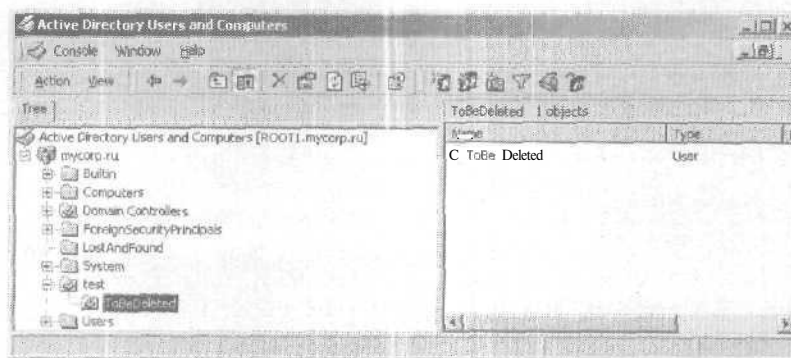 Active Directory Users and Computers
Console Window Help
Action View
Tree
ToBeDeleted 1 objects
Active Directory Users and Computers [ROOT1.mycorp.ru]
Name Type
mycorp.ru
C ToBe Deleted User
Builtin
Computers
Domain Controllers
ForeignSecurityPrincipals
LostAndFound
System
test
ToBeDeleted
Users